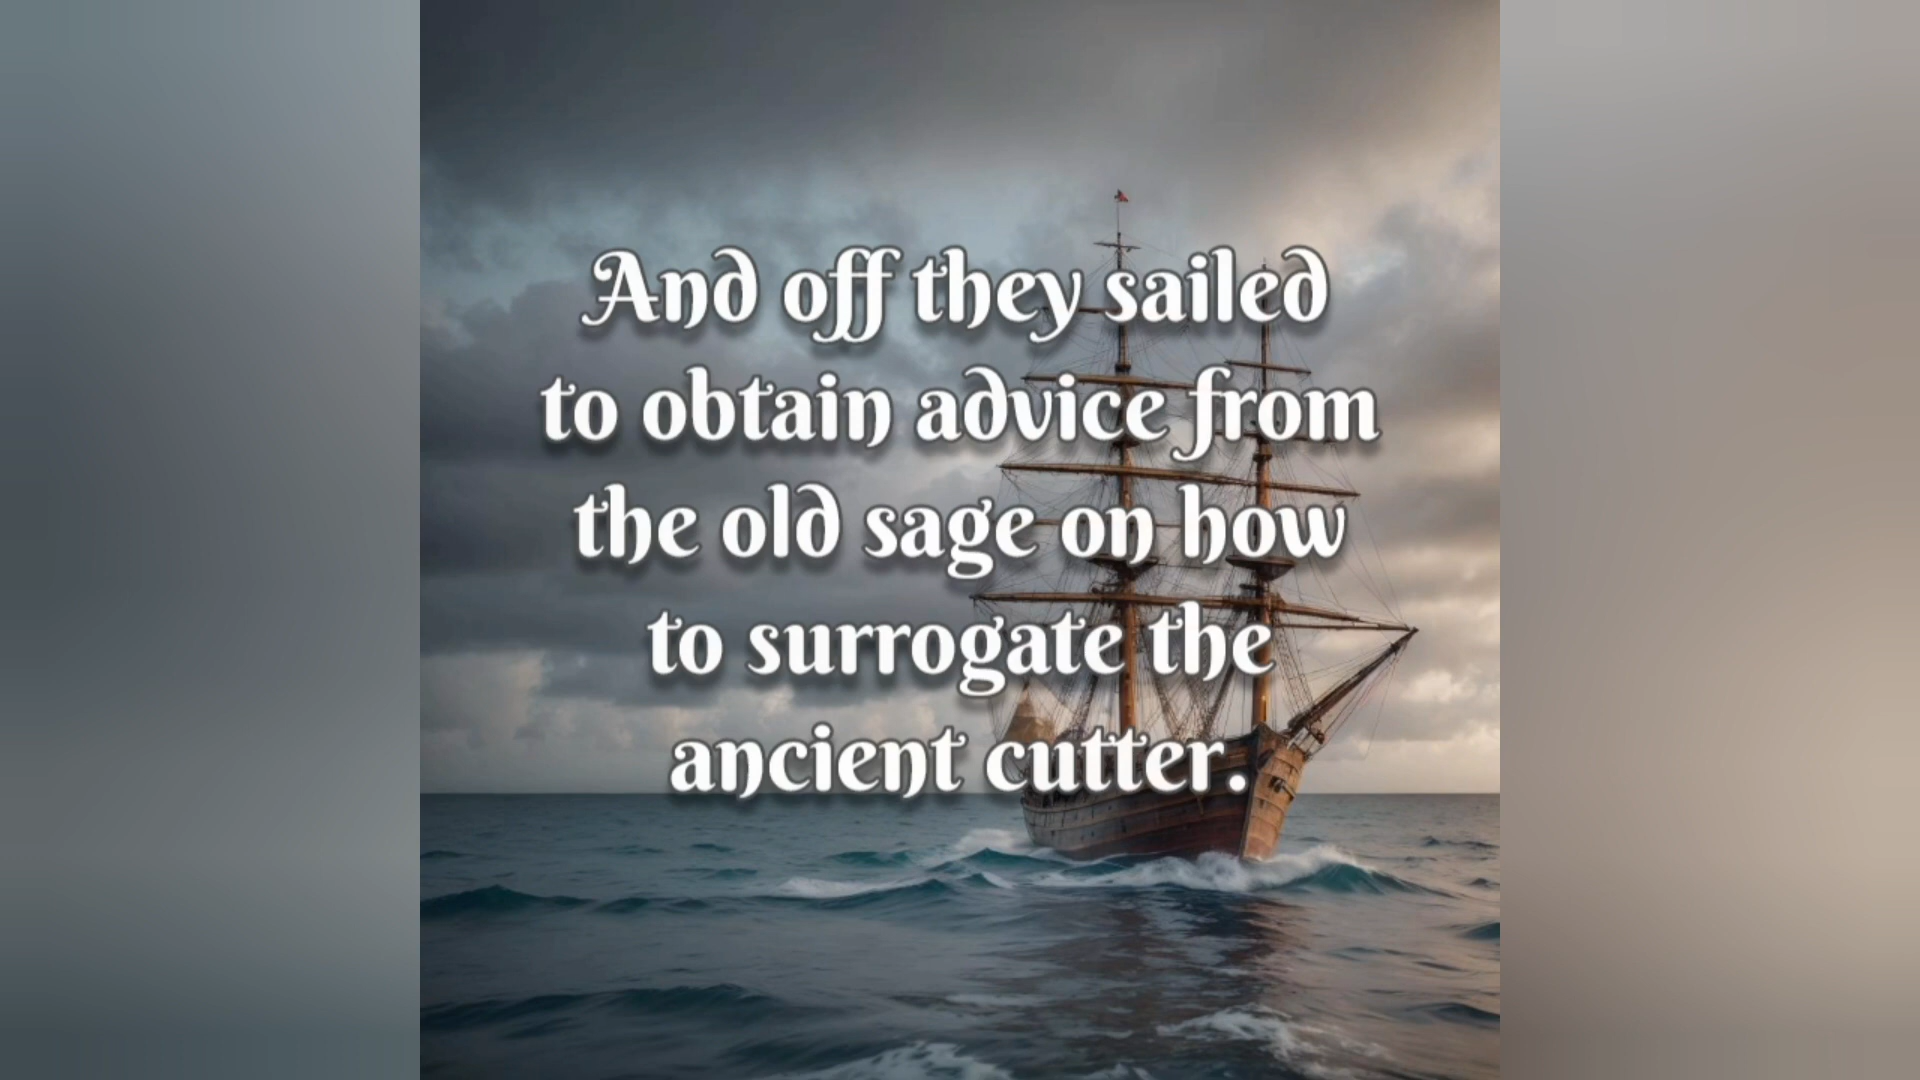 And off they sailed
to obtain advice from
the old sage on how
to surrogate the
ancient cutter.